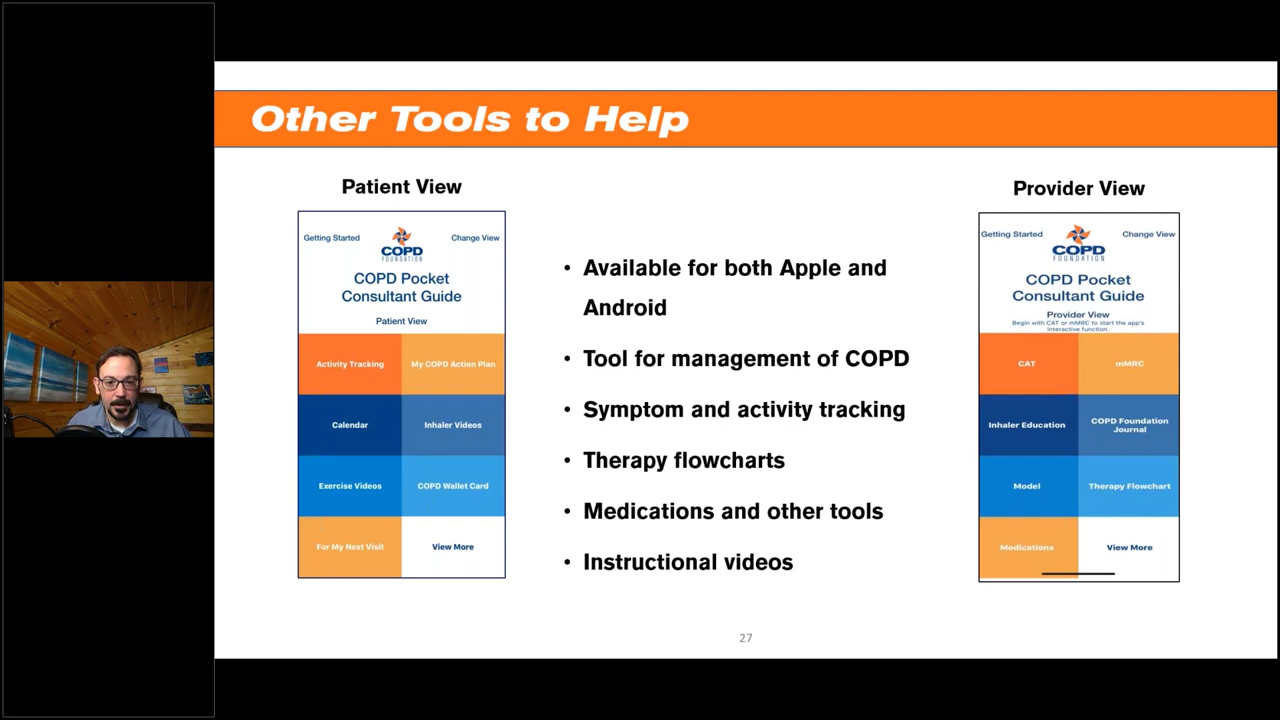 Other Tools to Help
Patient View
Getting Started
Change View
COPD
FOUNDATION
COPD Pocket
Consultant Guide
Patient View
Activity Tracking
My COPD Action Plan
Calendar
Inhaler Videos
Exercise Videos
COPD Wallet Card
For My Next Visit
View More
• Available for both Apple and
Android
• Tool for management of COPD
• Symptom and activity tracking
• Therapy flowcharts
• Medications and other tools
• Instructional videos
Provider View
Getting Started
Change View
COPD
FOUNDATION
COPD Pocket
Consultant Guide
Provider View
Begin with CAT or mMRC to start the app's
interactive function.
CAT
mMRC
Inhaler Education
COPD Foundation
Journal
Model
Therapy Flowchart
Medications
View More
27